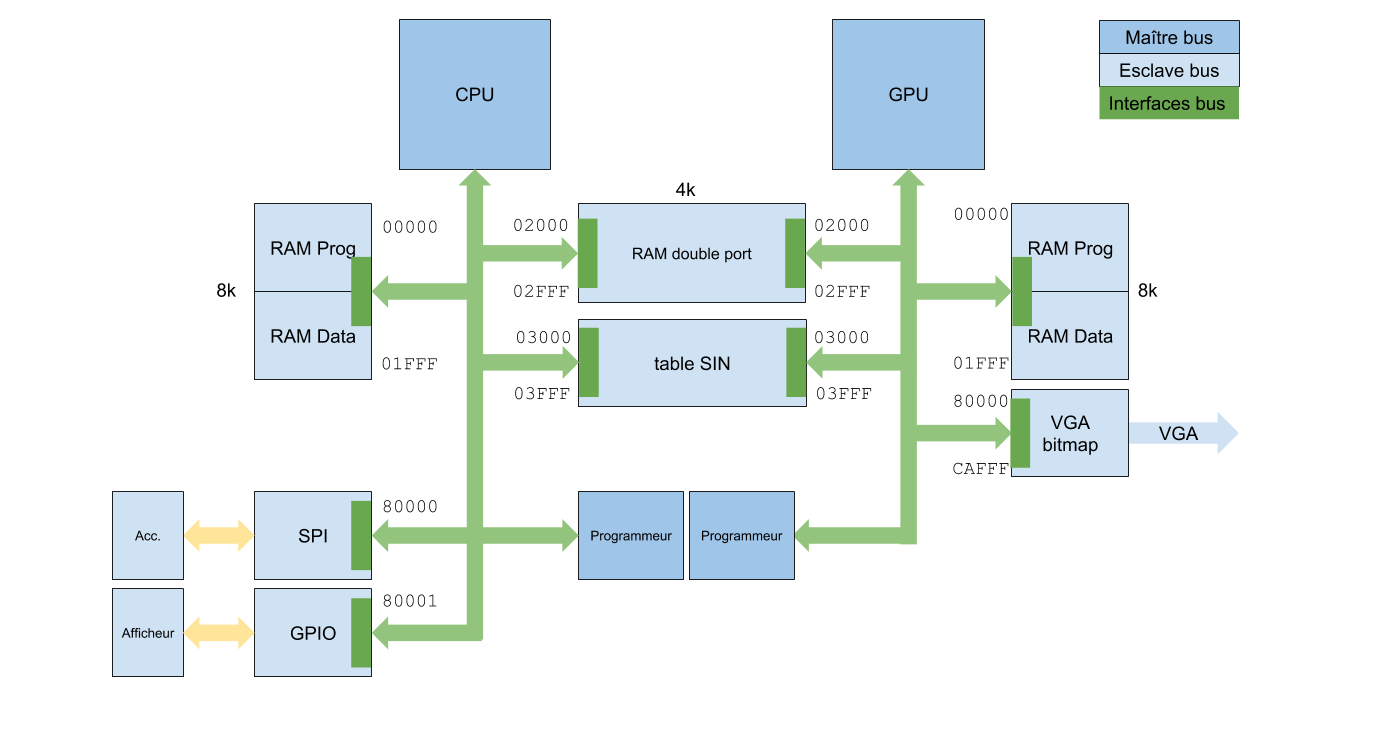 CPU
GPU
Maître bus
Esclave bus
Interfaces bus
4k
RAM Prog
00000
02000
RAM double port
02000
00000
RAM Prog
8k
02FFF
02FFF
8k
RAM Data
01FFF
03000
table SIN
03000
01FFF
RAM Data
03FFF
03FFF
80000
VGA
bitmap
CAFFF
VGA
Acc.
SPI
80000
Programmeur
Programmeur
Afficheur
GPIO
80001